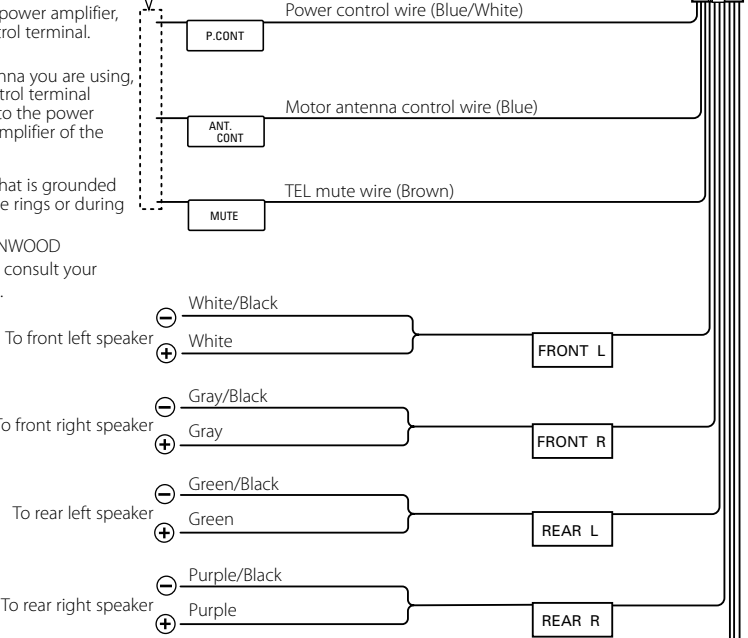 power amplifier,
trol terminal.
Power control wire (Blue/White)
P.CONT
nna you are using,
trol terminal
to the power
mplifier of the
Motor antenna control wire (Blue)
ANT.
CONT
hat is grounded
e rings or during
TEL mute wire (Brown)
MUTE
NWOOD
consult your
.
To front left speaker
⊖ White/Black
⊕ White
FRONT L
To front right speaker
⊖ Gray/Black
⊕ Gray
FRONT R
To rear left speaker
⊖ Green/Black
⊕ Green
REAR L
To rear right speaker
⊖ Purple/Black
⊕ Purple
REAR R